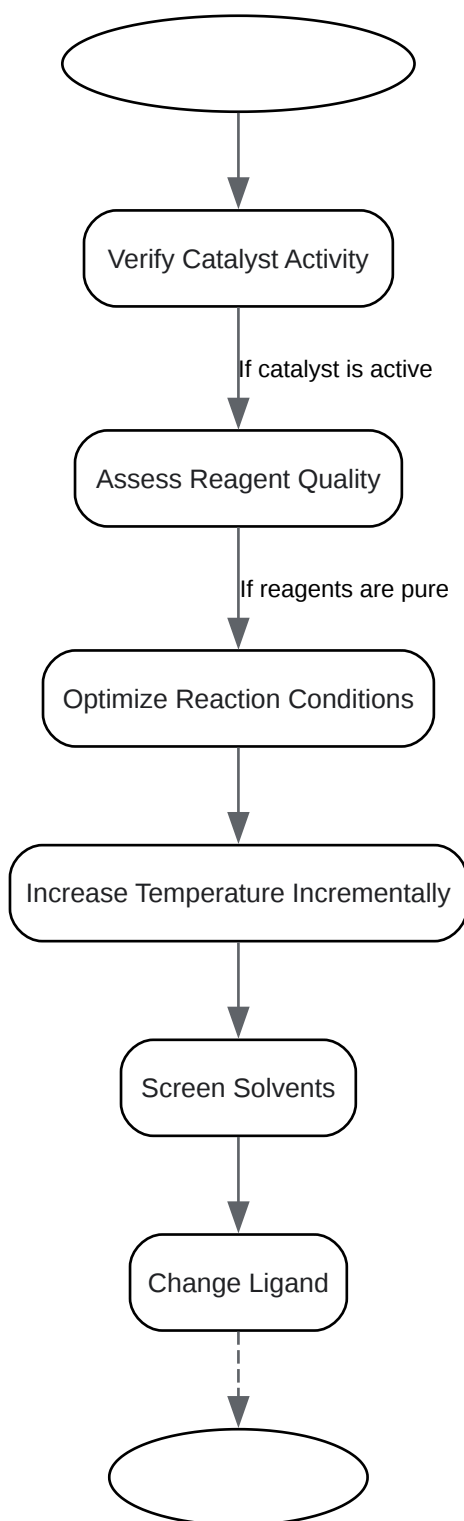 Verify Catalyst Activity
If catalyst is active
Assess Reagent Quality
If reagents are pure
Optimize Reaction Conditions
Increase Temperature Incrementally
Screen Solvents
Change Ligand